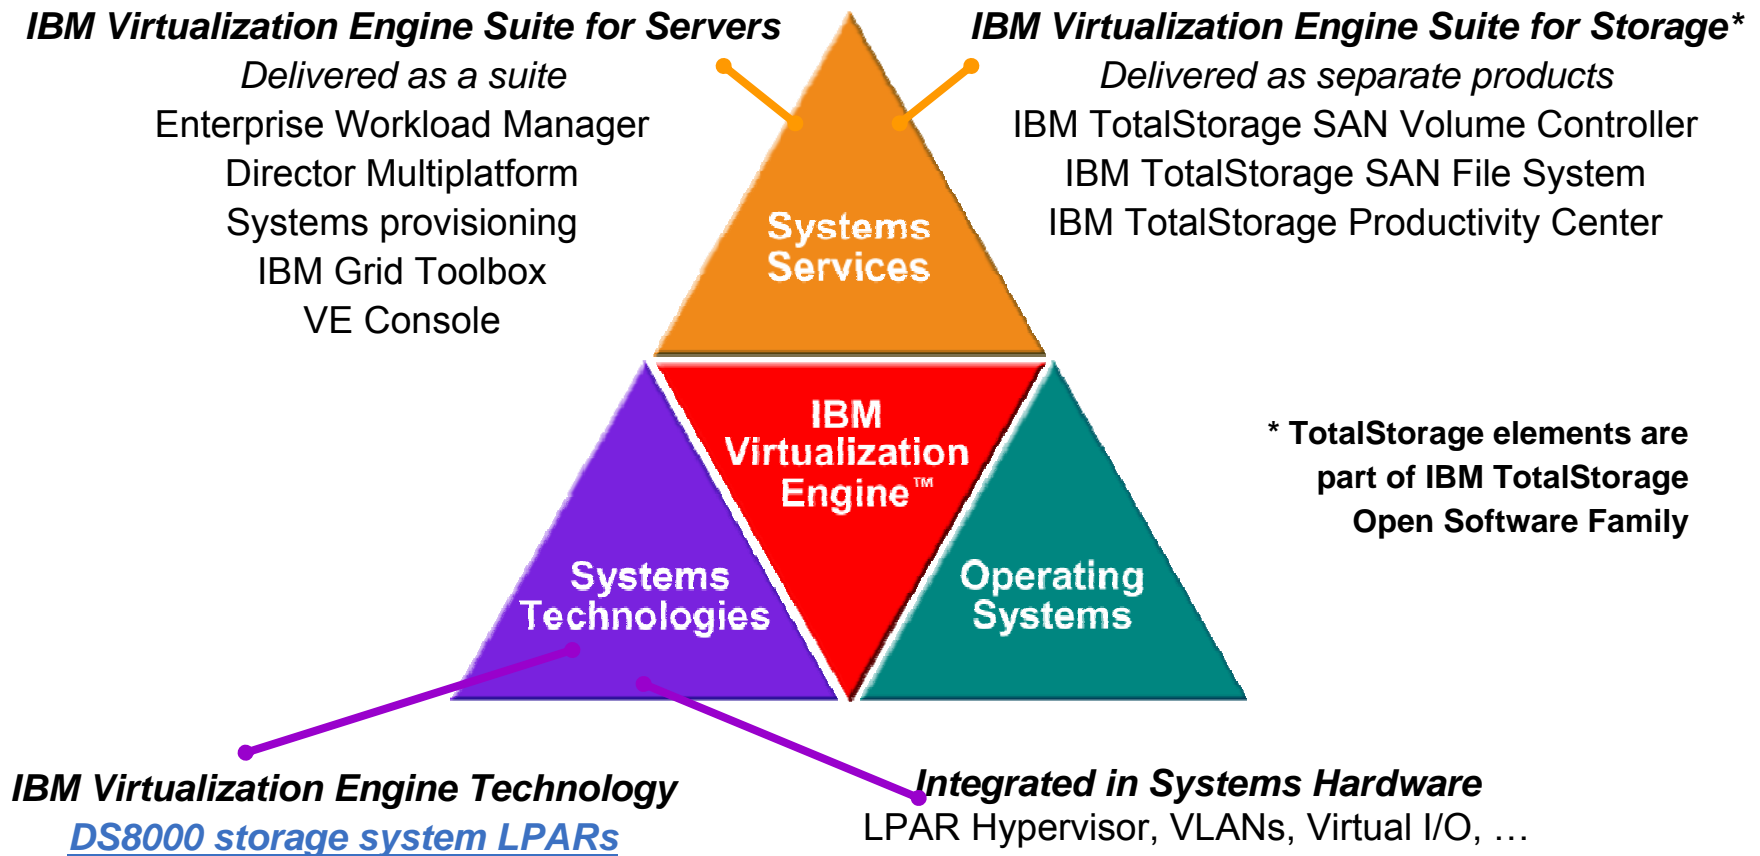 IBM Virtualization Engine Suite for Servers
Delivered as a suite
Enterprise Workload Manager
Director Multiplatform
Systems provisioning
IBM Grid Toolbox
VE Console
IBM Virtualization Engine Suite for Storage*
Delivered as separate products
IBM TotalStorage SAN Volume Controller
IBM TotalStorage SAN File System
IBM TotalStorage Productivity Center
Systems
Services
IBM
Virtualization
Engine™
* TotalStorage elements are
part of IBM TotalStorage
Open Software Family
Systems
Technologies
Operating
Systems
IBM Virtualization Engine Technology
DS8000 storage system LPARs
Integrated in Systems Hardware
LPAR Hypervisor, VLANs, Virtual I/O, …